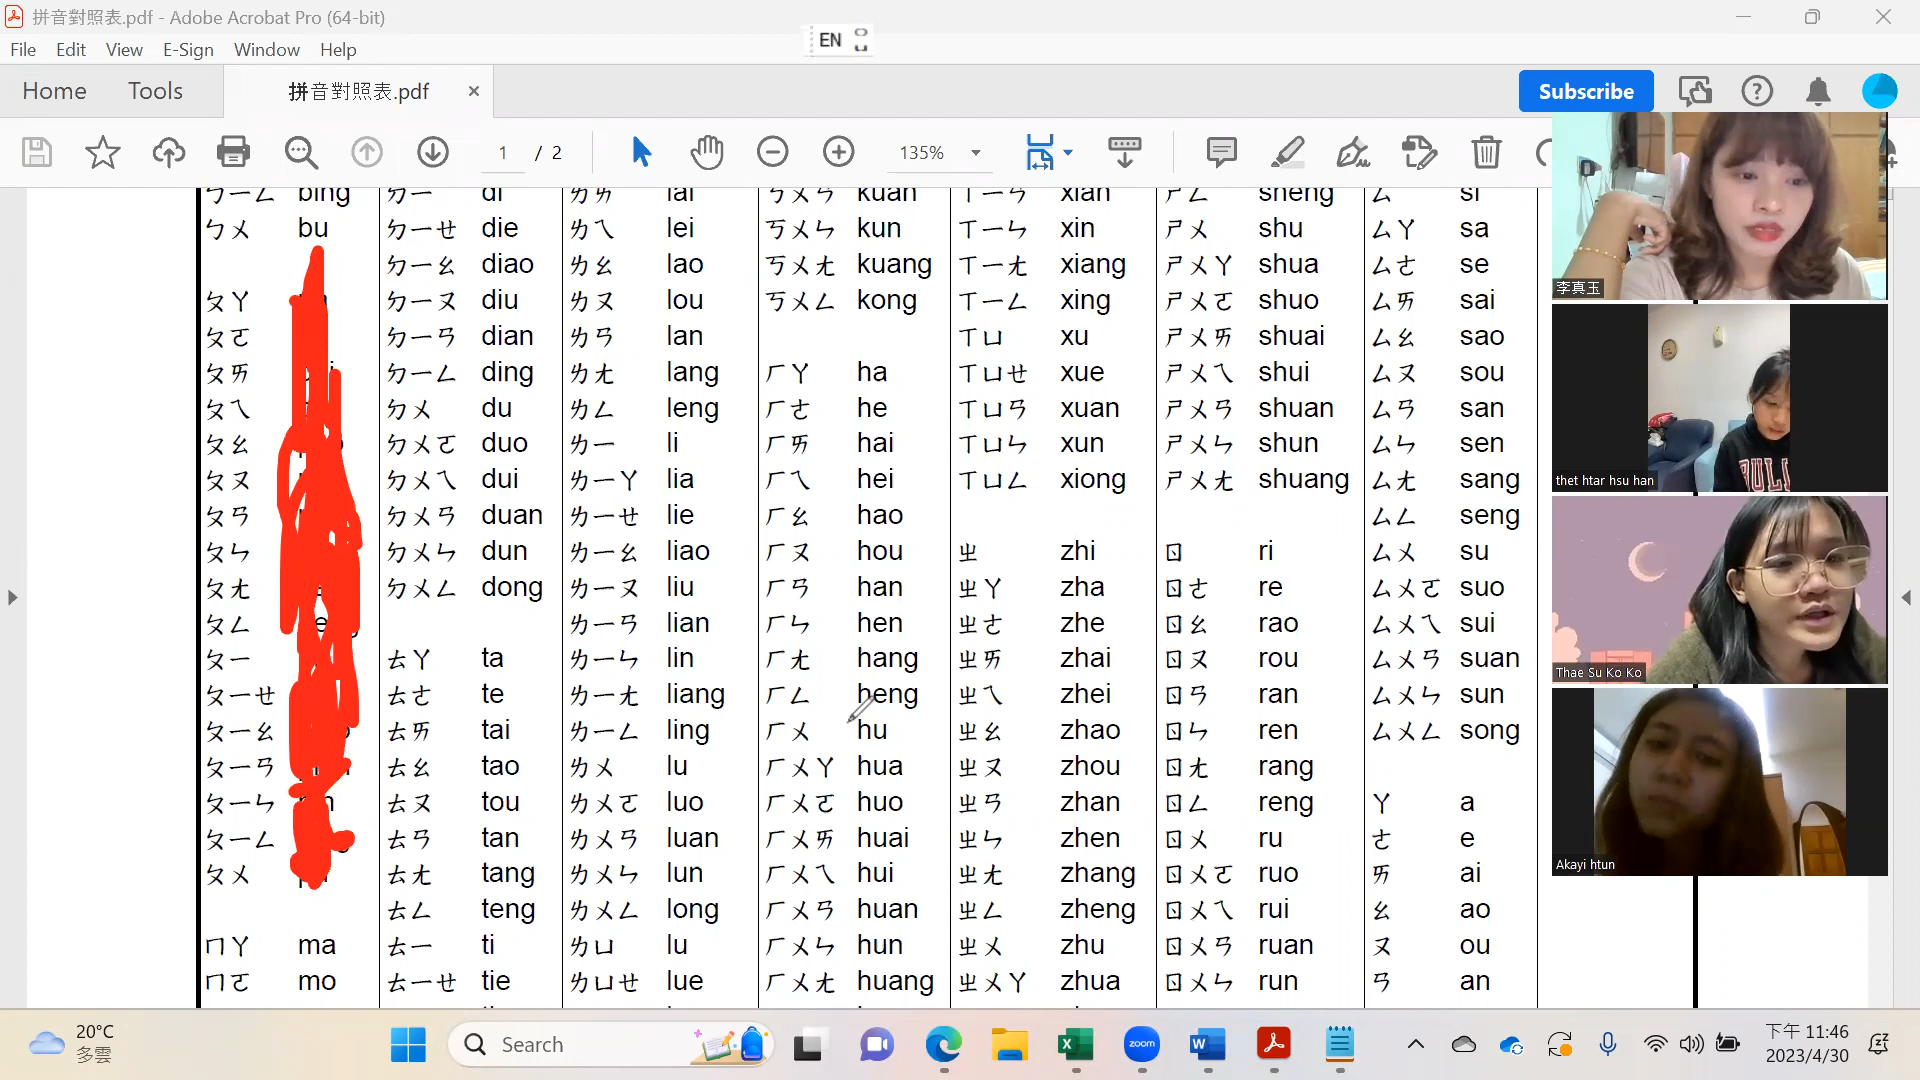 拼音對照表.pdf - Adobe Acrobat Pro (64-bit)
File Edit View E-Sign Window Help
EN
Home Tools 拼音對照表.pdf × Subscribe
1 / 2 135%
ㄅㄧㄥ bing ㄉㄧ di ㄌㄞ lai ㄎㄨㄢ kuan ㄒㄧㄢ xian ㄕㄥ sheng ㄙ si
ㄅㄨ bu ㄉㄧㄝ die ㄌㄟ lei ㄎㄨㄣ kun ㄒㄧㄣ xin ㄕㄨ shu ㄙㄚ sa
ㄉㄧㄠ diao ㄌㄠ lao ㄎㄨㄤ kuang ㄒㄧㄤ xiang ㄕㄨㄚ shua ㄙㄜ se
ㄆㄚ ㄉㄧㄡ diu ㄌㄡ lou ㄎㄨㄥ kong ㄒㄧㄥ xing ㄕㄨㄛ shuo ㄙㄞ sai
ㄆㄛ ㄉㄧㄢ dian ㄌㄢ lan ㄒㄩ xu ㄕㄨㄞ shuai ㄙㄠ sao
ㄆㄞ ㄉㄧㄥ ding ㄌㄤ lang ㄏㄚ ha ㄒㄩㄝ xue ㄕㄨㄟ shui ㄙㄡ sou
ㄆㄟ ㄉㄨ du ㄌㄥ leng ㄏㄜ he ㄒㄩㄢ xuan ㄕㄨㄢ shuan ㄙㄢ san
ㄆㄠ ㄉㄨㄛ duo ㄌㄧ li ㄏㄞ hai ㄒㄩㄣ xun ㄕㄨㄣ shun ㄙㄣ sen
ㄆㄡ ㄉㄨㄟ dui ㄌㄧㄚ lia ㄏㄟ hei ㄒㄩㄥ xiong ㄕㄨㄤ shuang ㄙㄤ sang
ㄆㄢ ㄉㄨㄢ duan ㄌㄧㄝ lie ㄏㄠ hao ㄙㄥ seng
ㄆㄣ ㄉㄨㄣ dun ㄌㄧㄠ liao ㄏㄡ hou ㄓ zhi ㄖ ri ㄙㄨ su
ㄆㄤ ㄉㄨㄥ dong ㄌㄧㄡ liu ㄏㄢ han ㄓㄚ zha ㄖㄜ re ㄙㄨㄛ suo
ㄆㄥ ㄌㄧㄢ lian ㄏㄣ hen ㄓㄜ zhe ㄖㄠ rao ㄙㄨㄟ sui
ㄆㄧ ㄊㄚ ta ㄌㄧㄣ lin ㄏㄤ hang ㄓㄞ zhai ㄖㄡ rou ㄙㄨㄢ suan
ㄆㄧㄝ ㄊㄜ te ㄌㄧㄤ liang ㄏㄥ heng ㄓㄟ zhei ㄖㄢ ran ㄙㄨㄣ sun
ㄆㄧㄠ ㄊㄞ tai ㄌㄧㄥ ling ㄏㄨ hu ㄓㄠ zhao ㄖㄣ ren ㄙㄨㄥ song
ㄆㄧㄢ ㄊㄠ tao ㄌㄨ lu ㄏㄨㄚ hua ㄓㄡ zhou ㄖㄤ rang
ㄆㄧㄣ ㄊㄡ tou ㄌㄨㄛ luo ㄏㄨㄛ huo ㄓㄢ zhan ㄖㄥ reng ㄚ a
ㄆㄧㄥ ㄊㄢ tan ㄌㄨㄢ luan ㄏㄨㄞ huai ㄓㄣ zhen ㄖㄨ ru ㄜ e
ㄆㄨ ㄊㄤ tang ㄌㄨㄣ lun ㄏㄨㄟ hui ㄓㄤ zhang ㄖㄨㄛ ruo ㄞ ai
ㄊㄥ teng ㄌㄨㄥ long ㄏㄨㄢ huan ㄓㄥ zheng ㄖㄨㄟ rui ㄠ ao
ㄇㄚ ma ㄊㄧ ti ㄌㄩ lu ㄏㄨㄣ hun ㄓㄨ zhu ㄖㄨㄢ ruan ㄡ ou
ㄇㄛ mo ㄊㄧㄝ tie ㄌㄩㄝ lue ㄏㄨㄤ huang ㄓㄨㄚ zhua ㄖㄨㄣ run ㄢ an
李真玉
thet htar hsu han
BULL
Thae Su Ko Ko
Akayi htun
20°C
多雲
Search
zoom
下午 11:46
2023/4/30